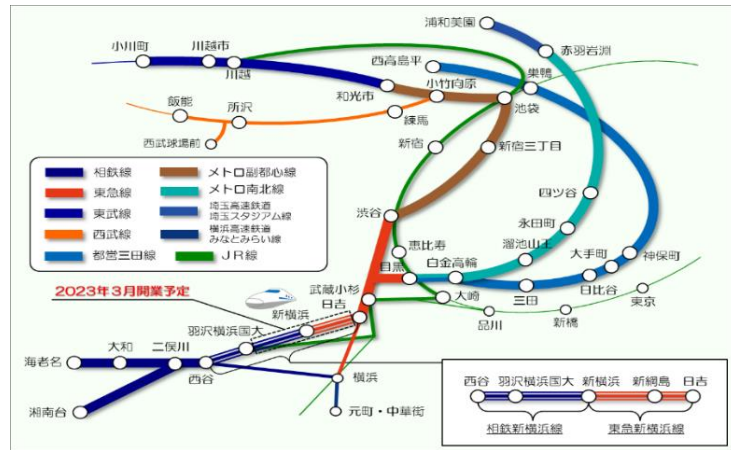 浦和美園
小川町
川越市
川越
西高島平
赤羽岩淵
巣鴨
和光市
小竹向原
池袋
飯能
所沢
練馬
西武球場前
新宿
新宿三丁目
相鉄線
東急線
東武線
西武線
都営三田線
メトロ副都心線
メトロ南北線
埼玉高速鉄道
埼玉スタジアム線
横浜高速鉄道
みなとみらい線
JR線
四ツ谷
永田町
溜池山王
大手町
神保町
渋谷
恵比寿
目黒
白金高輪
日比谷
三田
東京
大崎
品川
新橋
武蔵小杉
日吉
2023年3月開業予定
新横浜
羽沢横浜国大
海老名
大和
二俣川
西谷
横浜
湘南台
元町・中華街
西谷
羽沢横浜国大
新横浜
新綱島
日吉
相鉄新横浜線
東急新横浜線